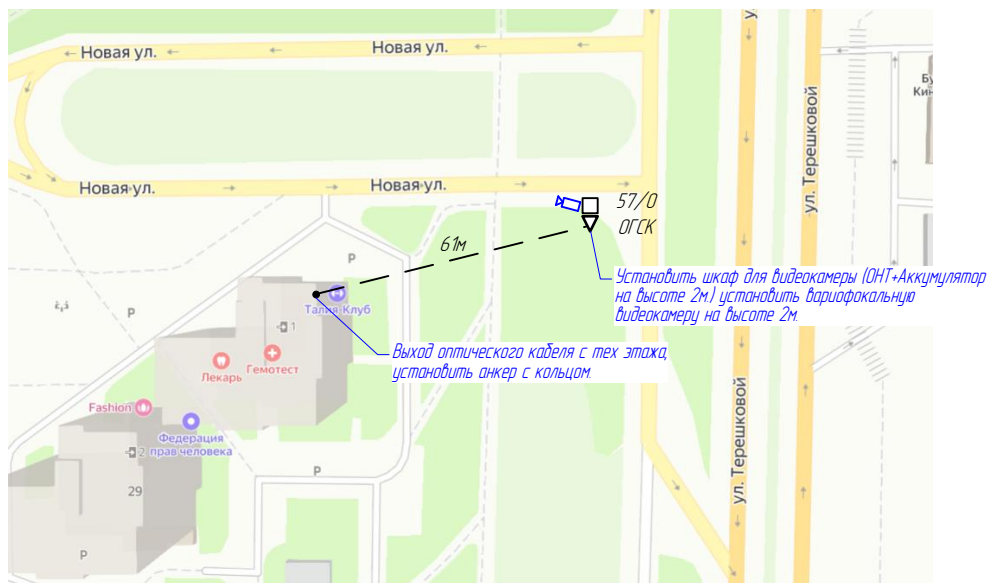 Новая ул.
Новая ул.
Новая ул.
Новая ул.
ул. Терешковой
57/0
ОГСК
61м
Установить шкаф для видеокамеры (ОНТ+Аккумулятор
на высоте 2м.) установить вариофокальную
видеокамеру на высоте 2м.
Выход оптического кабеля с тех этажа,
установить анкер с кольцом.
P
P
Талия-Клуб
1
Лекарь
Гемотест
Fashion
Федерация
прав человека
2
P
29
P
ул. Терешковой